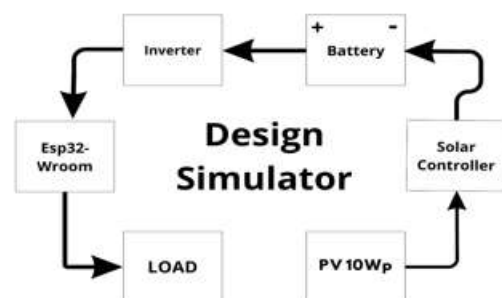 + -
Inverter
Battery
Esp32-
Wroom
Design
Simulator
Solar
Controller
LOAD
PV 10Wp